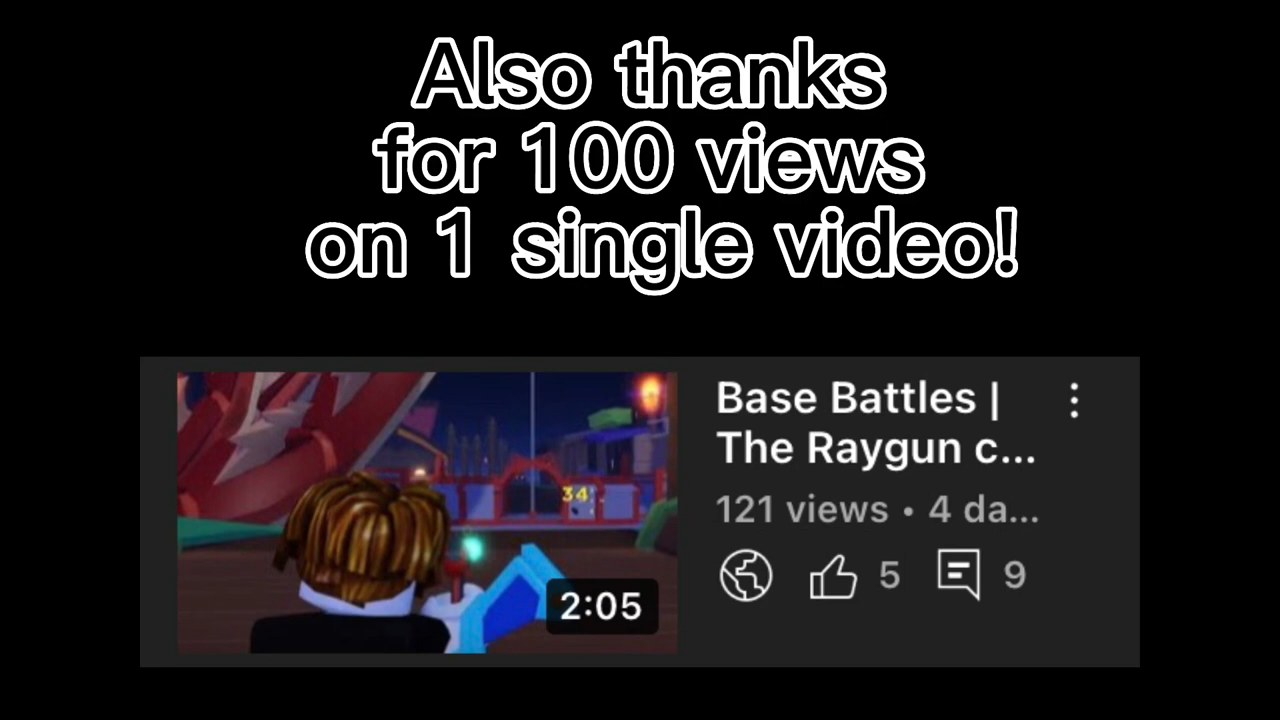 Also thanks
for 100 views
on 1 single video!
Base Battles |
The Raygun c...
121 views • 4 da...
5 9
34
2:05